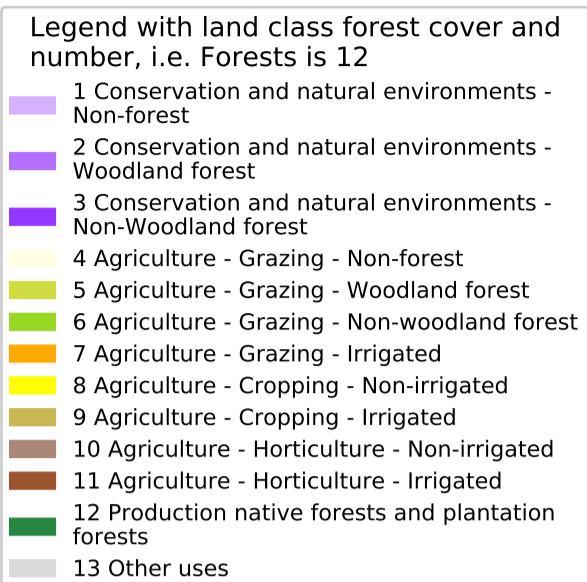 Legend with land class forest cover and
number, i.e. Forests is 12
1 Conservation and natural environments -
Non-forest
2 Conservation and natural environments -
Woodland forest
3 Conservation and natural environments -
Non-Woodland forest
4 Agriculture - Grazing - Non-forest
5 Agriculture - Grazing - Woodland forest
6 Agriculture - Grazing - Non-woodland forest
7 Agriculture - Grazing - Irrigated
8 Agriculture - Cropping - Non-irrigated
9 Agriculture - Cropping - Irrigated
10 Agriculture - Horticulture - Non-irrigated
11 Agriculture - Horticulture - Irrigated
12 Production native forests and plantation
forests
13 Other uses